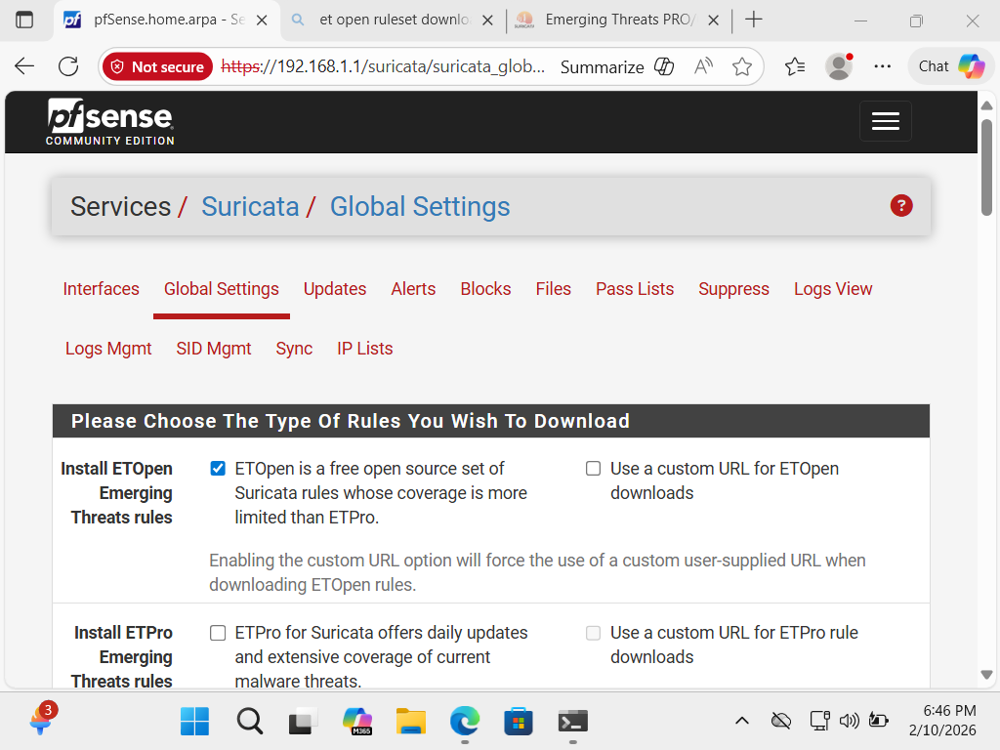 pfSense.home.arpa - Se
et open ruleset downlo
Emerging Threats PRO/
Not secure
https://192.168.1.1/suricata/suricata_glob...
Summarize
Chat
pfsense
COMMUNITY EDITION
Services / Suricata / Global Settings
?
Interfaces Global Settings Updates Alerts Blocks Files Pass Lists Suppress Logs View
Logs Mgmt SID Mgmt Sync IP Lists
Please Choose The Type Of Rules You Wish To Download
Install ETOpen
Emerging
Threats rules
ETOpen is a free open source set of
Suricata rules whose coverage is more
limited than ETPro.
Use a custom URL for ETOpen
downloads
Enabling the custom URL option will force the use of a custom user-supplied URL when
downloading ETOpen rules.
Install ETPro
Emerging
Threats rules
ETPro for Suricata offers daily updates
and extensive coverage of current
malware threats.
Use a custom URL for ETPro rule
downloads
3
M365
6:46 PM
2/10/2026